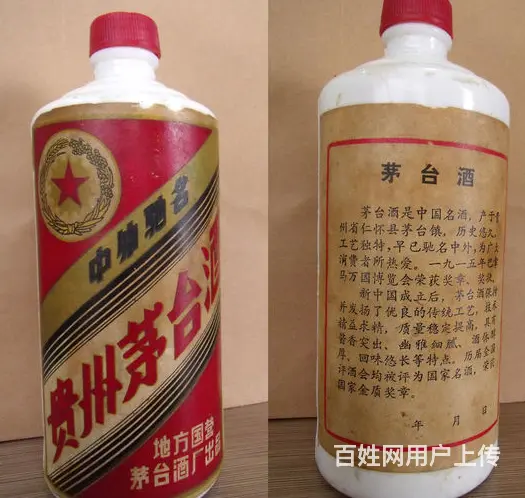 中外驰名
贵州茅台酒
地方国营
茅台酒厂出品
茅台酒
茅台酒是中国名酒,产于贵
州省仁怀县茅台镇,历史悠久,
工艺独特,早已驰名中外,为广大
消费者所热爱。一九一五年巴拿
马万国博览会荣获奖章、奖状。
新中国成立后,茅台酒保持
并发扬了优良的传统工艺,技术
精益求精,质量稳定提高,具有
酱香突出、幽雅细腻、酒体醇
厚、回味悠长等特点。历届全国
评酒会均被评为国家名酒,荣获
国家金质奖章。
年 月 日
百姓网用户上传